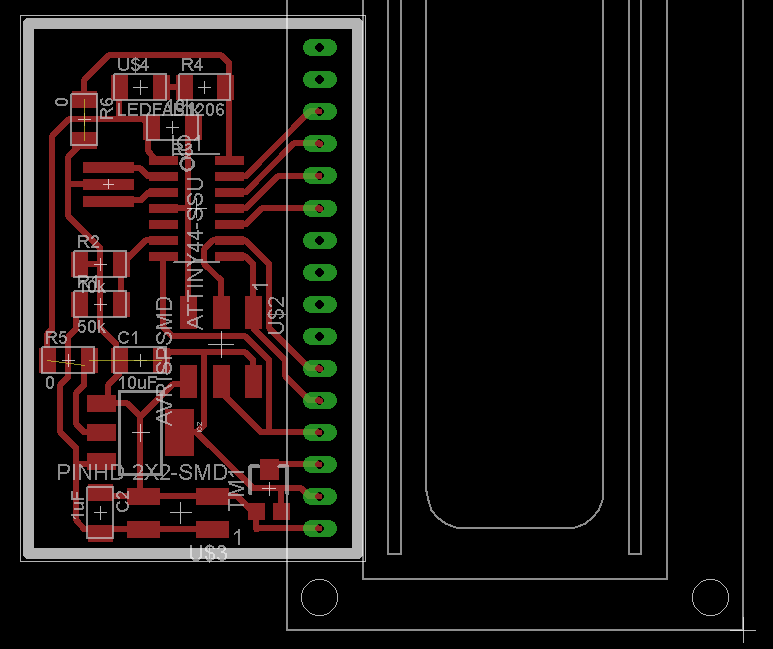 U$4
R4
0
R6
LEDFAB1206
R2
R1
10k
50k
R5
C1
0
10uF
ATTINY44-SSU
1
U$2
AVRISPSMD
PINHD 2X2-SMD
TM1
1uF
C2
1
U$3